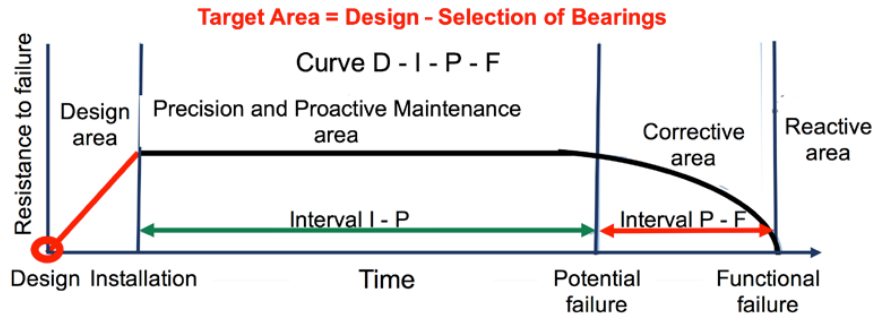 Target Area = Design - Selection of Bearings
Resistance to failure
Curve D - I - P - F
Design
area
Precision and Proactive Maintenance
area
Corrective
area
Reactive
area
Interval I - P
Interval P - F
Design
Installation
Time
Potential
failure
Functional
failure